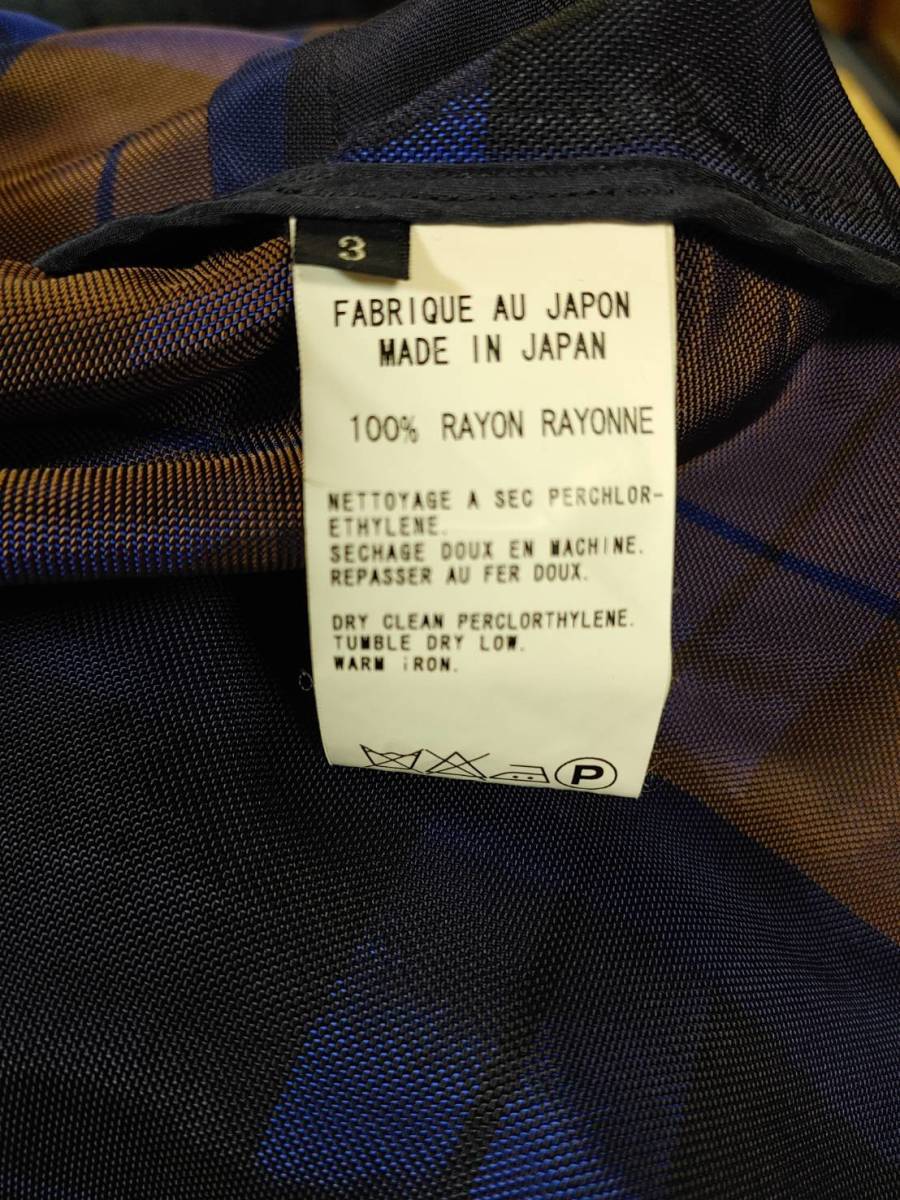 3
FABRIQUE AU JAPON
MADE IN JAPAN
100% RAYON RAYONNE
NETTOYAGE A SEC PERCHLOR-
ETHYLENE.
SECHAGE DOUX EN MACHINE.
REPASSER AU FER DOUX.
DRY CLEAN PERCLORTHYLENE.
TUMBLE DRY LOW.
WARM iRON.
P